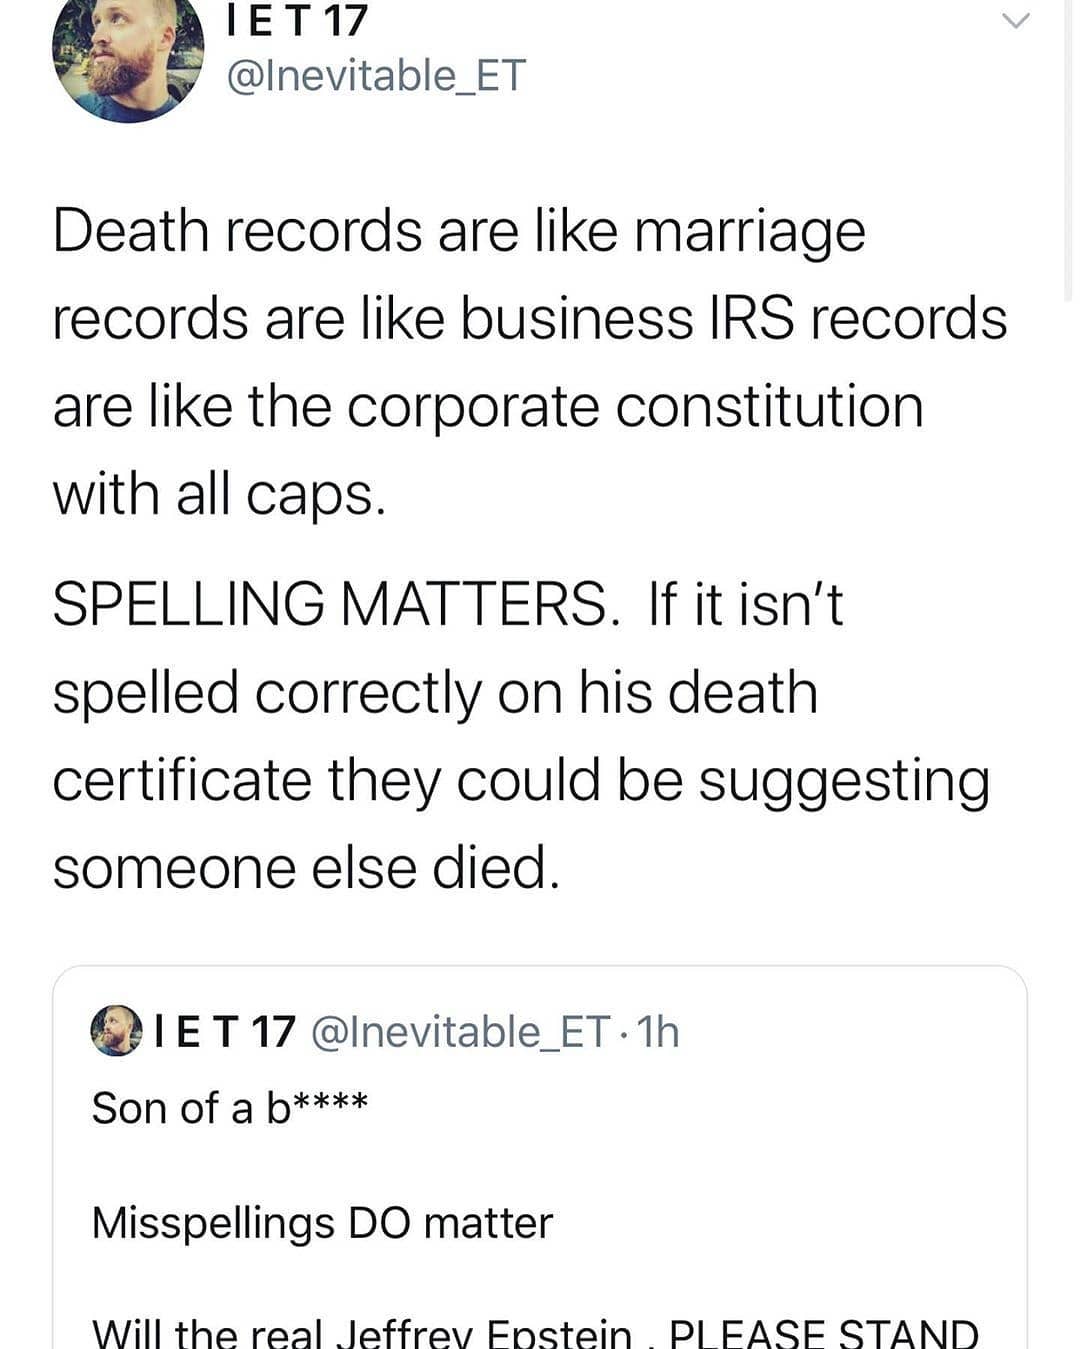 I E T 17
@Inevitable_ET
Death records are like marriage
records are like business IRS records
are like the corporate constitution
with all caps.
SPELLING MATTERS.  If it isn't
spelled correctly on his death
certificate they could be suggesting
someone else died.
I E T 17 @Inevitable_ET · 1h
Son of a b****
Misspellings DO matter
Will the real Jeffrey Epstein , PLEASE STAND